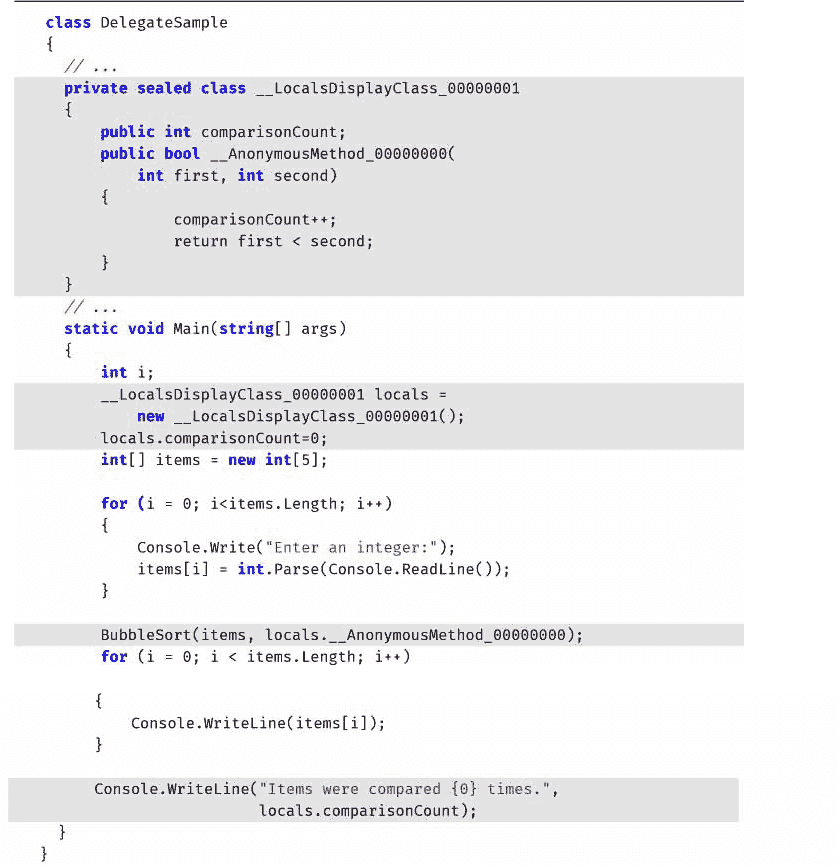 class DelegateSample
{
  // ...
  private sealed class __LocalsDisplayClass_00000001
  {
      public int comparisonCount;
      public bool __AnonymousMethod_00000000(
          int first, int second)
      {
              comparisonCount++;
              return first < second;
      }
  }
  // ...
  static void Main(string[] args)
  {
      int i;
      __LocalsDisplayClass_00000001 locals =
          new __LocalsDisplayClass_00000001();
      locals.comparisonCount=0;
      int[] items = new int[5];

      for (i = 0; i<items.Length; i++)
      {
          Console.Write("Enter an integer:");
          items[i] = int.Parse(Console.ReadLine());
      }

      BubbleSort(items, locals.__AnonymousMethod_00000000);
      for (i = 0; i < items.Length; i++)

      {
          Console.WriteLine(items[i]);
      }

      Console.WriteLine("Items were compared {0} times.",
                        locals.comparisonCount);
  }
}